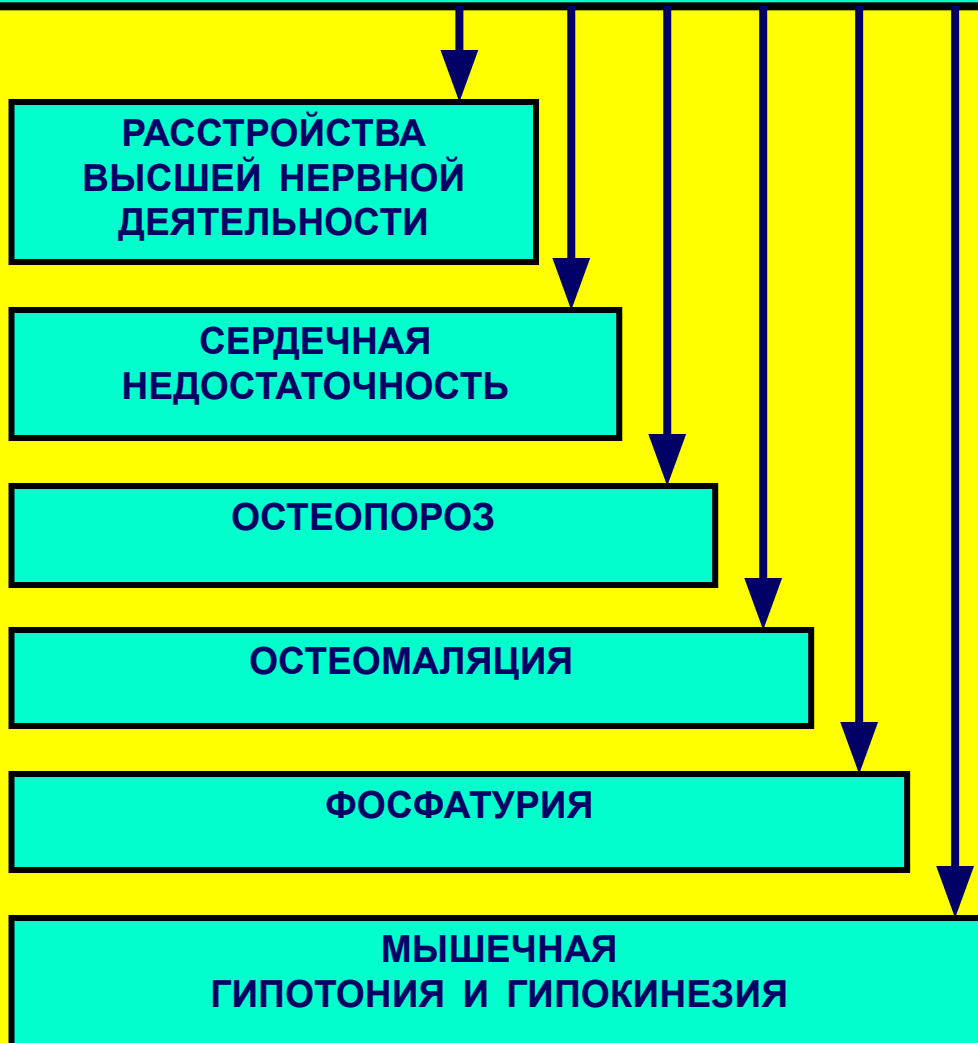 РАССТРОЙСТВА
ВЫСШЕЙ НЕРВНОЙ
ДЕЯТЕЛЬНОСТИ
СЕРДЕЧНАЯ
НЕДОСТАТОЧНОСТЬ
ОСТЕОПОРОЗ
ОСТЕОМАЛЯЦИЯ
ФОСФАТУРИЯ
МЫШЕЧНАЯ
ГИПОТОНИЯ И ГИПОКИНЕЗИЯ